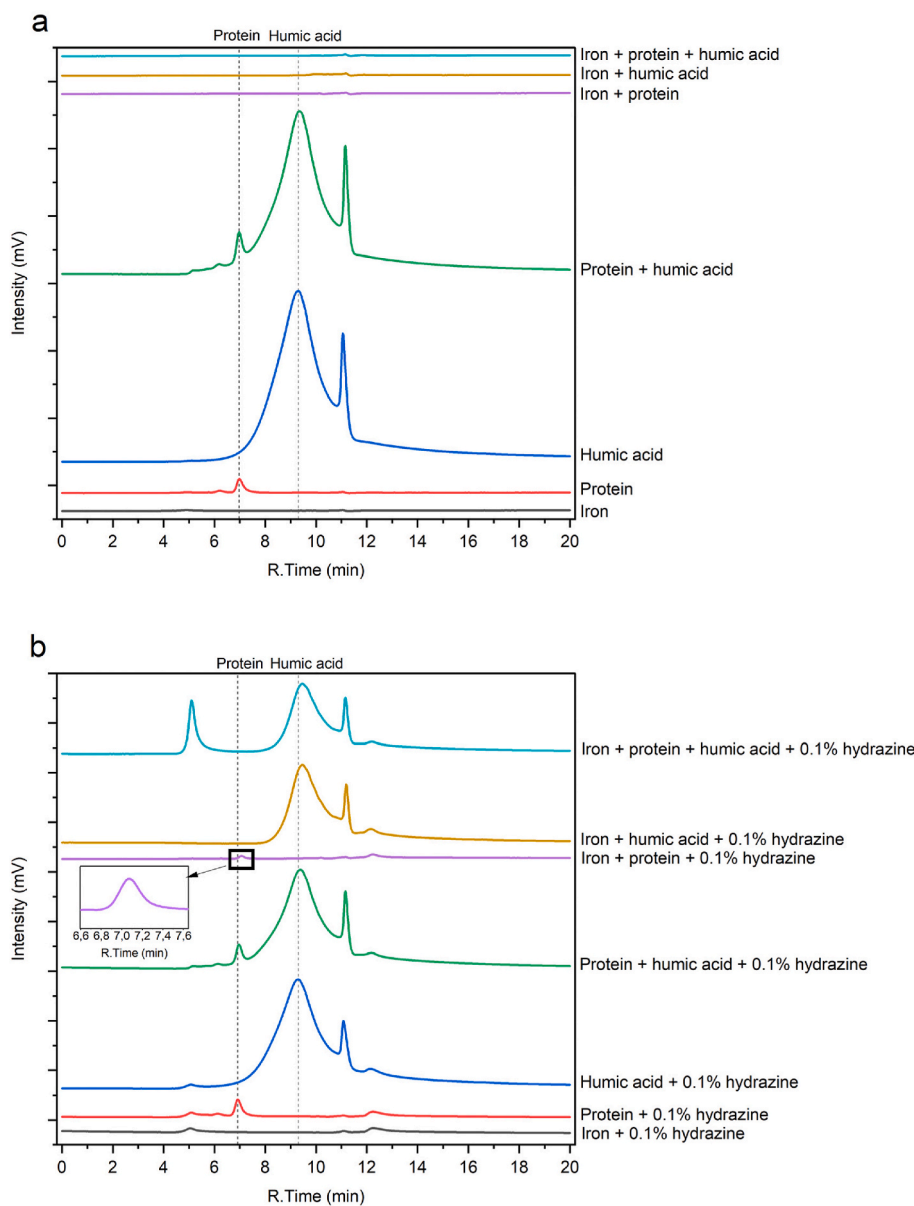 a
Protein Humic acid
Iron + protein + humic acid
Iron + humic acid
Iron + protein
Protein + humic acid
Humic acid
Protein
Iron
Intensity (mV)
0 2 4 6 8 10 12 14 16 18 20
R.Time (min)
b
Protein Humic acid
Iron + protein + humic acid + 0.1% hydrazine
Iron + humic acid + 0.1% hydrazine
Iron + protein + 0.1% hydrazine
6,6 6,8 7,0 7,2 7,4 7,6
R.Time (min)
Protein + humic acid + 0.1% hydrazine
Humic acid + 0.1% hydrazine
Protein + 0.1% hydrazine
Iron + 0.1% hydrazine
Intensity (mV)
0 2 4 6 8 10 12 14 16 18 20
R.Time (min)